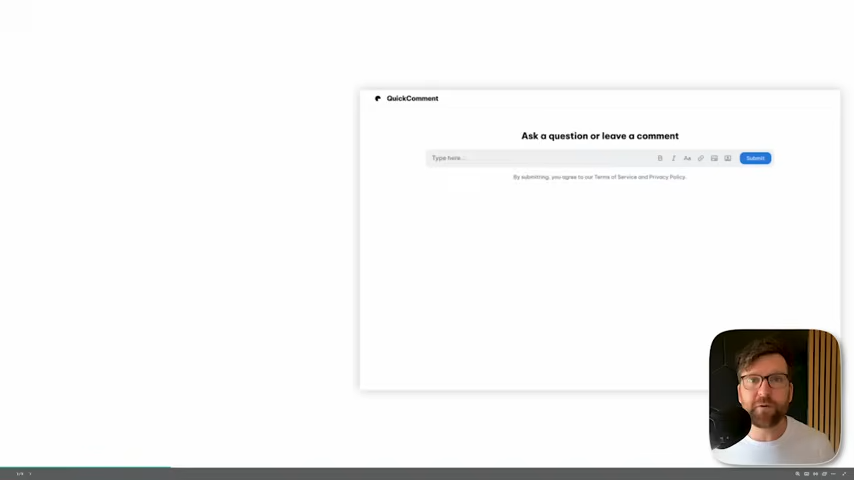 QuickComment
Ask a question or leave a comment
Type here...
B I Aa
Submit
By submitting, you agree to our Terms of Service and Privacy Policy.